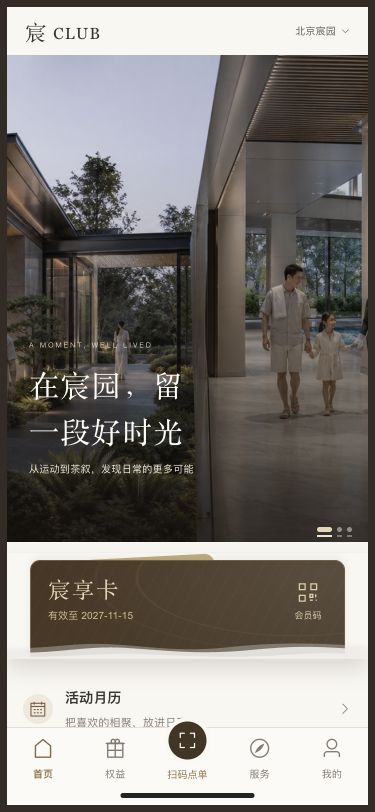 宸 CLUB
北京宸园
A MOMENT, WELL LIVED
在宸园，留
一段好时光
从运动到茶叙，发现日常的更多可能
宸享卡
有效至 2027-11-15
会员码
活动月历
把喜欢的相聚、放进日
首页
权益
扫码点单
服务
我的